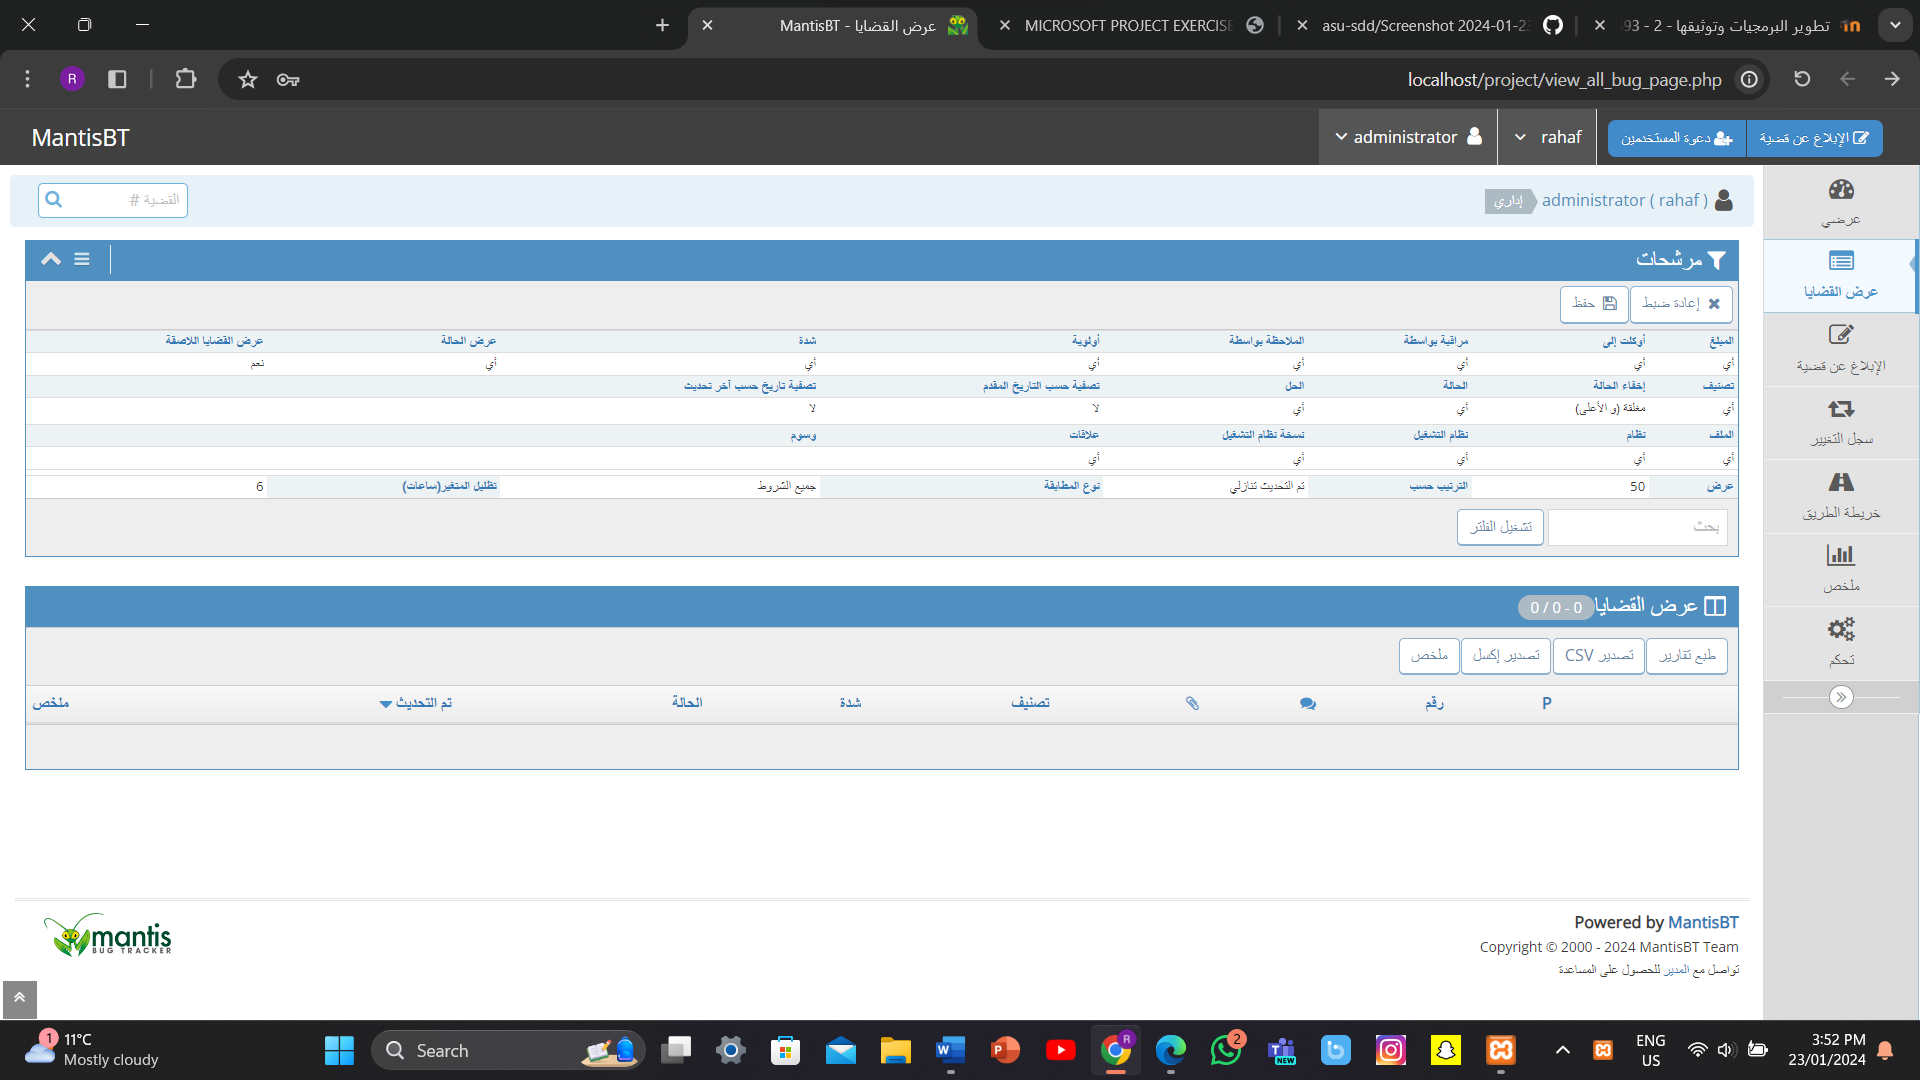 MantisBT - عرض القضايا
MICROSOFT PROJECT EXERCISE
asu-sdd/Screenshot 2024-01-23
تطوير البرمجيات وتوثيقها - 2 - 93
R
localhost/project/view_all_bug_page.php
MantisBT
administrator
rahaf
دعوة المستخدمين
الإبلاغ عن قضية
القضية #
إداري
administrator ( rahaf )
عرضي
عرض القضايا
الإبلاغ عن قضية
سجل التغيير
خريطة الطريق
ملخص
تحكم
مرشحات
إعادة ضبط
حفظ
المبلغ أوكلت إلى مراقبة بواسطة الملاحظة بواسطة أولوية شدة عرض الحالة عرض القضايا اللاصقة
أي أي أي أي أي أي أي نعم
تصنيف إخفاء الحالة الحالة الحل تصفية حسب التاريخ المقدم تصفية تاريخ حسب آخر تحديث
أي مغلقة (و الأعلى) أي أي لا لا
الملف نظام نظام التشغيل نسخة نظام التشغيل علاقات وسوم
أي أي أي أي أي
عرض 50 الترتيب حسب تم التحديث تنازلي نوع المطابقة جميع الشروط تظليل المتغير(ساعات) 6
بحث
تشغيل الفلتر
عرض القضايا 0 - 0 / 0
طبع تقارير
تصدير CSV
تصدير إكسل
ملخص
P رقم تصنيف شدة الحالة تم التحديث ملخص
mantis
BUG TRACKER
Powered by MantisBT
Copyright © 2000 - 2024 MantisBT Team
تواصل مع المدير للحصول على المساعدة
1
11°C
Mostly cloudy
Search
R
2
NEW
ENG
US
3:52 PM
23/01/2024